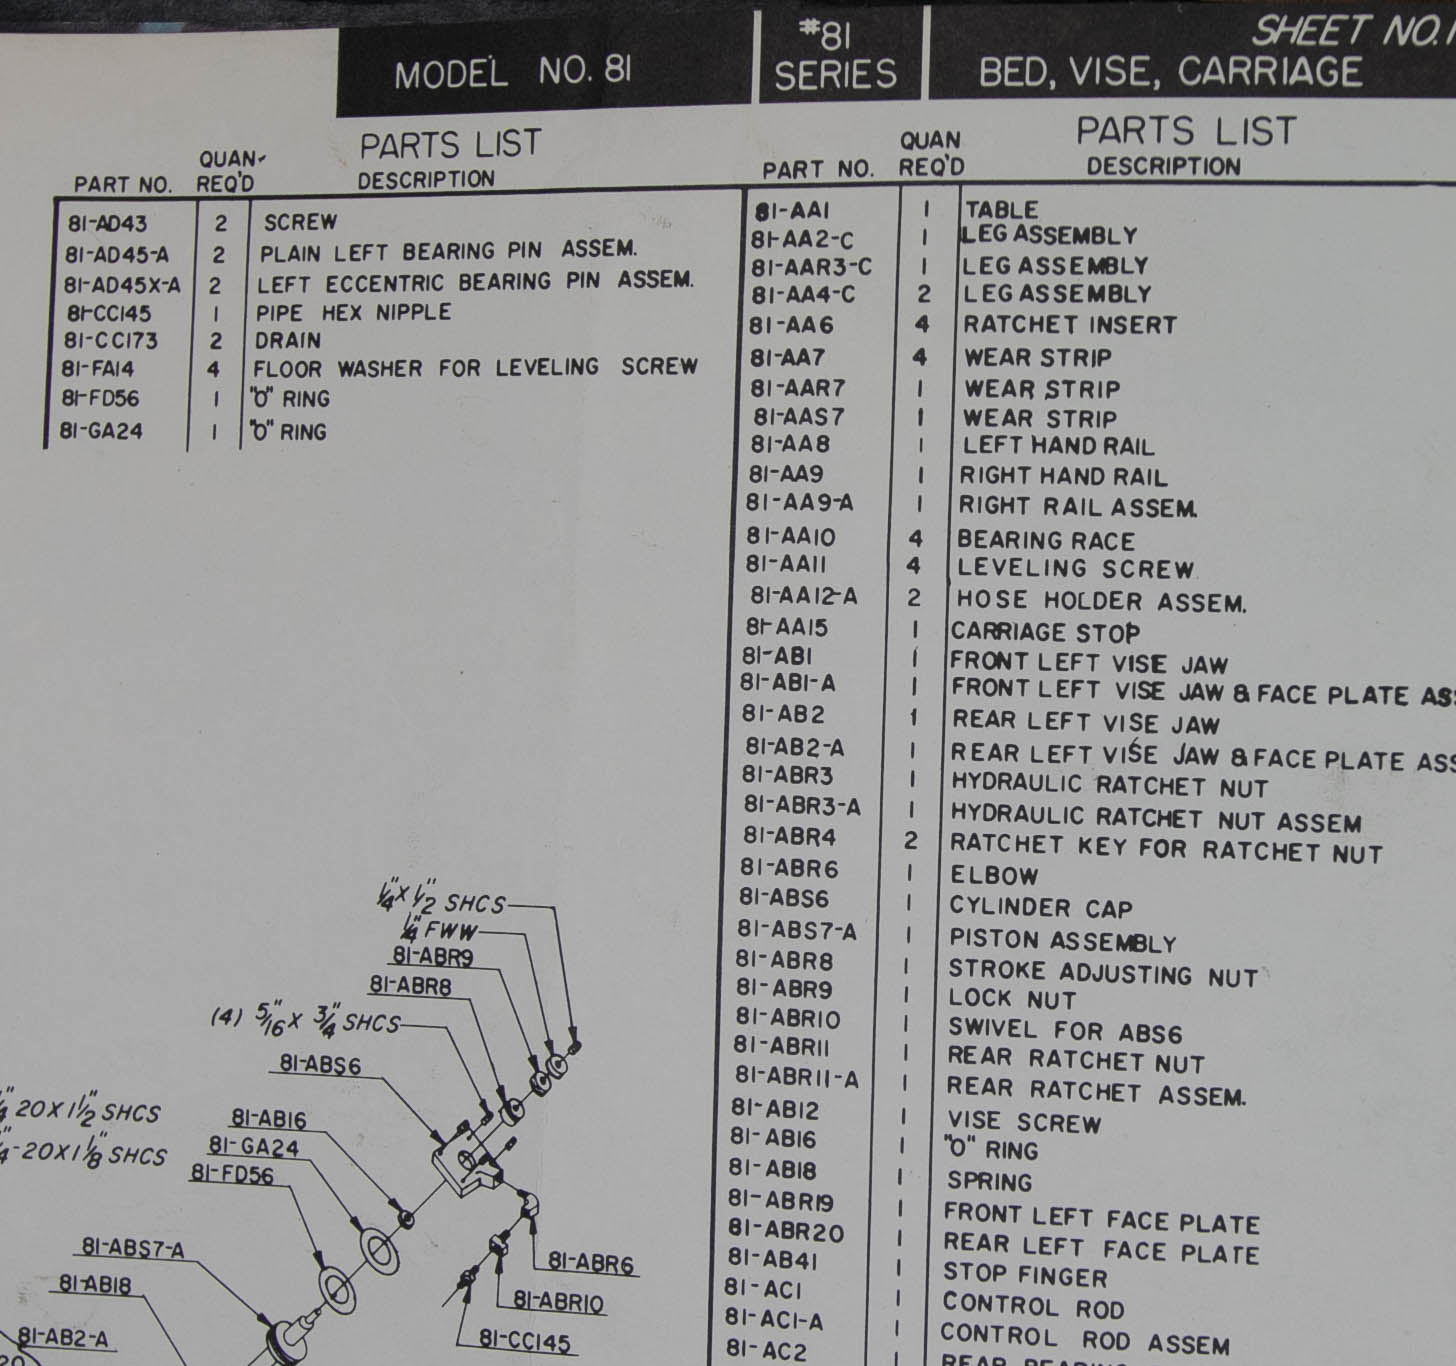 MODEL NO. 81
#81 SERIES
SHEET NO.
BED, VISE, CARRIAGE
PARTS LIST
PART NO. QUAN- REQ'D DESCRIPTION
81-AD43 2 SCREW
81-AD45-A 2 PLAIN LEFT BEARING PIN ASSEM.
81-AD45X-A 2 LEFT ECCENTRIC BEARING PIN ASSEM.
81-CC145 1 PIPE HEX NIPPLE
81-CC173 2 DRAIN
81-FA14 4 FLOOR WASHER FOR LEVELING SCREW
81-FD56 1 "O" RING
81-GA24 1 "O" RING
PARTS LIST
PART NO. QUAN REQ'D DESCRIPTION
81-AA1 1 TABLE
81-AA2-C 1 LEG ASSEMBLY
81-AAR3-C 1 LEG ASSEMBLY
81-AA4-C 2 LEG ASSEMBLY
81-AA6 4 RATCHET INSERT
81-AA7 4 WEAR STRIP
81-AAR7 1 WEAR STRIP
81-AAS7 1 WEAR STRIP
81-AA8 1 LEFT HAND RAIL
81-AA9 1 RIGHT HAND RAIL
81-AA9-A 1 RIGHT RAIL ASSEM.
81-AA10 4 BEARING RACE
81-AA11 4 LEVELING SCREW
81-AA12-A 2 HOSE HOLDER ASSEM.
81-AA15 1 CARRIAGE STOP
81-AB1 1 FRONT LEFT VISE JAW
81-AB1-A 1 FRONT LEFT VISE JAW & FACE PLATE
81-AB2 1 REAR LEFT VISE JAW
81-AB2-A 1 REAR LEFT VISE JAW & FACE PLATE
81-ABR3 1 HYDRAULIC RATCHET NUT
81-ABR3-A 1 HYDRAULIC RATCHET NUT ASSEM
81-ABR4 2 RATCHET KEY FOR RATCHET NUT
81-ABR6 1 ELBOW
81-ABS6 1 CYLINDER CAP
81-ABS7-A 1 PISTON ASSEMBLY
81-ABR8 1 STROKE ADJUSTING NUT
81-ABR9 1 LOCK NUT
81-ABR10 1 SWIVEL FOR ABS6
81-ABR11 1 REAR RATCHET NUT
81-ABR11-A 1 REAR RATCHET ASSEM.
81-AB12 1 VISE SCREW
81-AB16 1 "O" RING
81-AB18 1 SPRING
81-ABR19 1 FRONT LEFT FACE PLATE
81-ABR20 1 REAR LEFT FACE PLATE
81-AB41 1 STOP FINGER
81-AC1 1 CONTROL ROD
81-AC1-A 1 CONTROL ROD ASSEM
81-AC2 1 REAR
1/4" X 1/2" SHCS
1/4" FWW
81-ABR9
81-ABR8
(4) 5/16" X 3/4" SHCS
81-ABS6
20X1 1/2" SHCS
81-AB16
81-GA24
-20X1 1/8" SHCS
81-FD56
81-ABS7-A
81-ABR6
81-AB18
81-ABR10
81-AB2-A
81-CC145